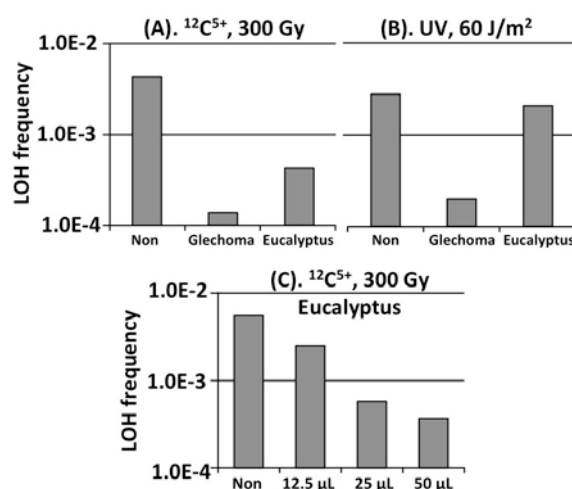 (A). ¹²C⁵⁺, 300 Gy
(B). UV, 60 J/m²
LOH frequency
1.0E-2
1.0E-3
1.0E-4
Non Glechoma Eucalyptus
Non Glechoma Eucalyptus
(C). ¹²C⁵⁺, 300 Gy
Eucalyptus
LOH frequency
1.0E-2
1.0E-3
1.0E-4
Non 12.5 µL 25 µL 50 µL